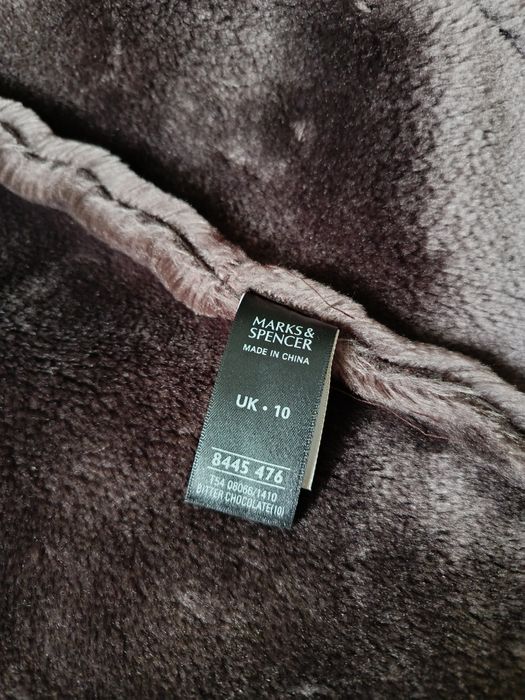 MARKS &
SPENCER
MADE IN CHINA
UK • 10
8445 476
T54 08066/1410
BITTER CHOCOLATE(10)